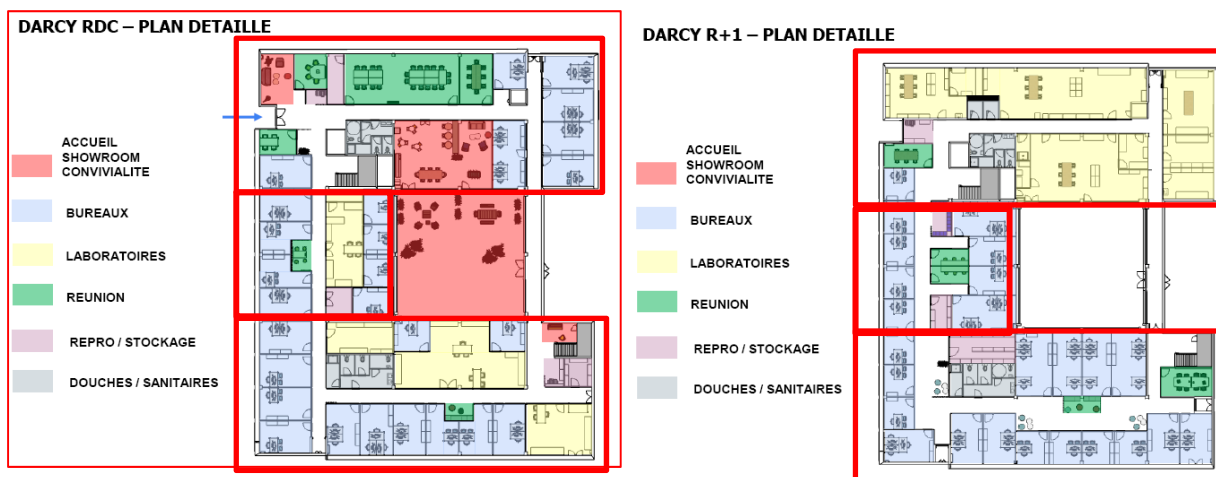 DARCY RDC – PLAN DETAILLE
ACCUEIL
SHOWROOM
CONVIVIALITE
BUREAUX
LABORATOIRES
REUNION
REPRO / STOCKAGE
DOUCHES / SANITAIRES
DARCY R+1 – PLAN DETAILLE
ACCUEIL
SHOWROOM
CONVIVIALITE
BUREAUX
LABORATOIRES
REUNION
REPRO / STOCKAGE
DOUCHES / SANITAIRES